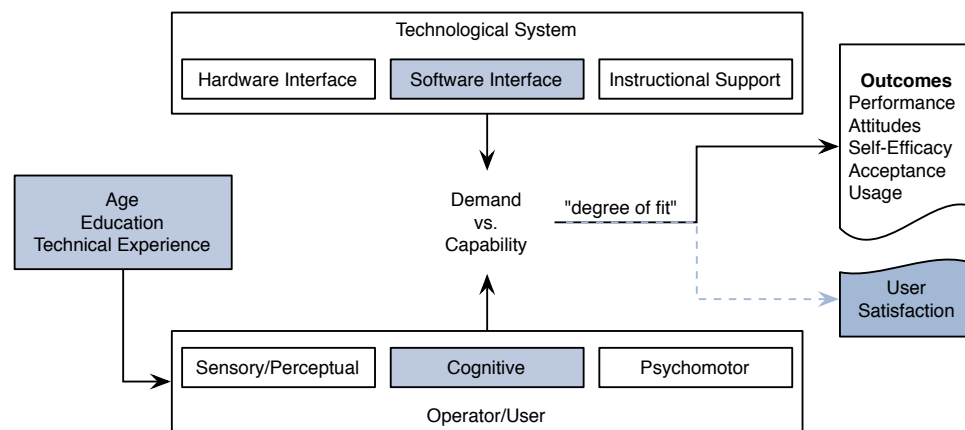 Technological System
Hardware Interface
Software Interface
Instructional Support
Outcomes
Performance
Attitudes
Self-Efficacy
Acceptance
Usage
Age
Education
Technical Experience
Demand
vs.
Capability
"degree of fit"
User
Satisfaction
Sensory/Perceptual
Cognitive
Psychomotor
Operator/User